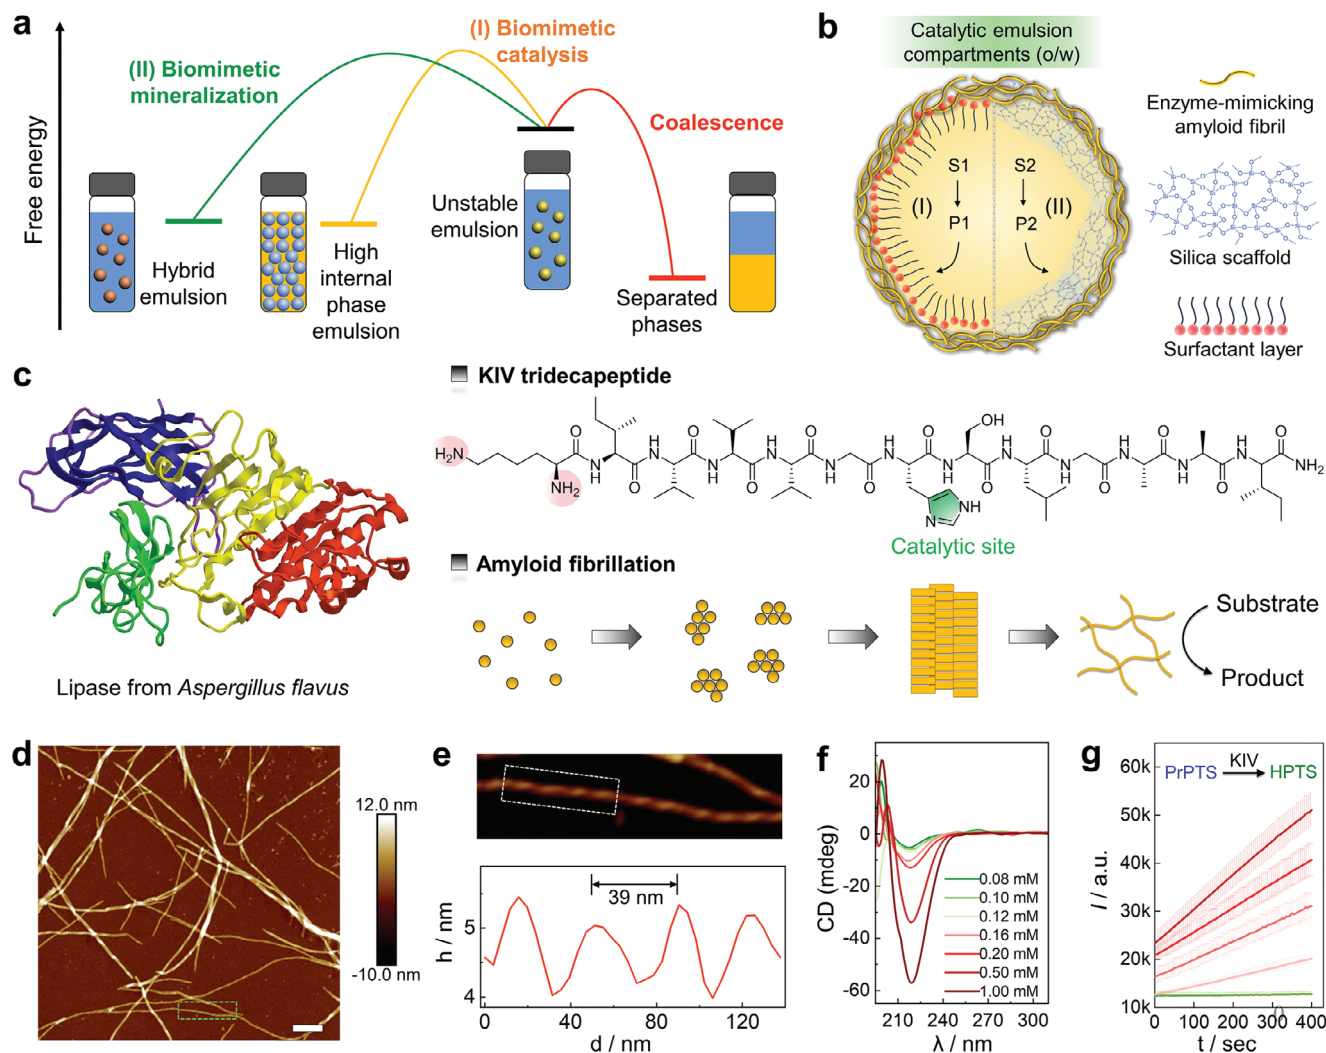 a
Free energy
(II) Biomimetic
mineralization
(I) Biomimetic
catalysis
Coalescence
Hybrid
emulsion
High
internal
phase
emulsion
Unstable
emulsion
Separated
phases
b
Catalytic emulsion
compartments (o/w)
S1
P1
(I)
S2
P2
(II)
Enzyme-mimicking
amyloid fibril
Silica scaffold
Surfactant layer
c
Lipase from Aspergillus flavus
KIV tridecapeptide
H₂N
NH₂
O
H
N
O
N
H
O
H
N
O
N
H
O
H
N
O
N
H
OH
O
H
N
O
N
H
O
H
N
O
N
H
O
H
N
O
N
H
O
NH₂
N
NH
Catalytic site
Amyloid fibrillation
Substrate
Product
d
12.0 nm
-10.0 nm
e
39 nm
h / nm
5
4
0 40 80 120
d / nm
f
CD (mdeg)
20
0
-20
-40
-60
0.08 mM
0.10 mM
0.12 mM
0.16 mM
0.20 mM
0.50 mM
1.00 mM
210 240 270 300
λ / nm
g
PrPTS KIV HPTS
I / a.u.
60k
50k
40k
30k
20k
10k
0 100 200 300 400
t / sec